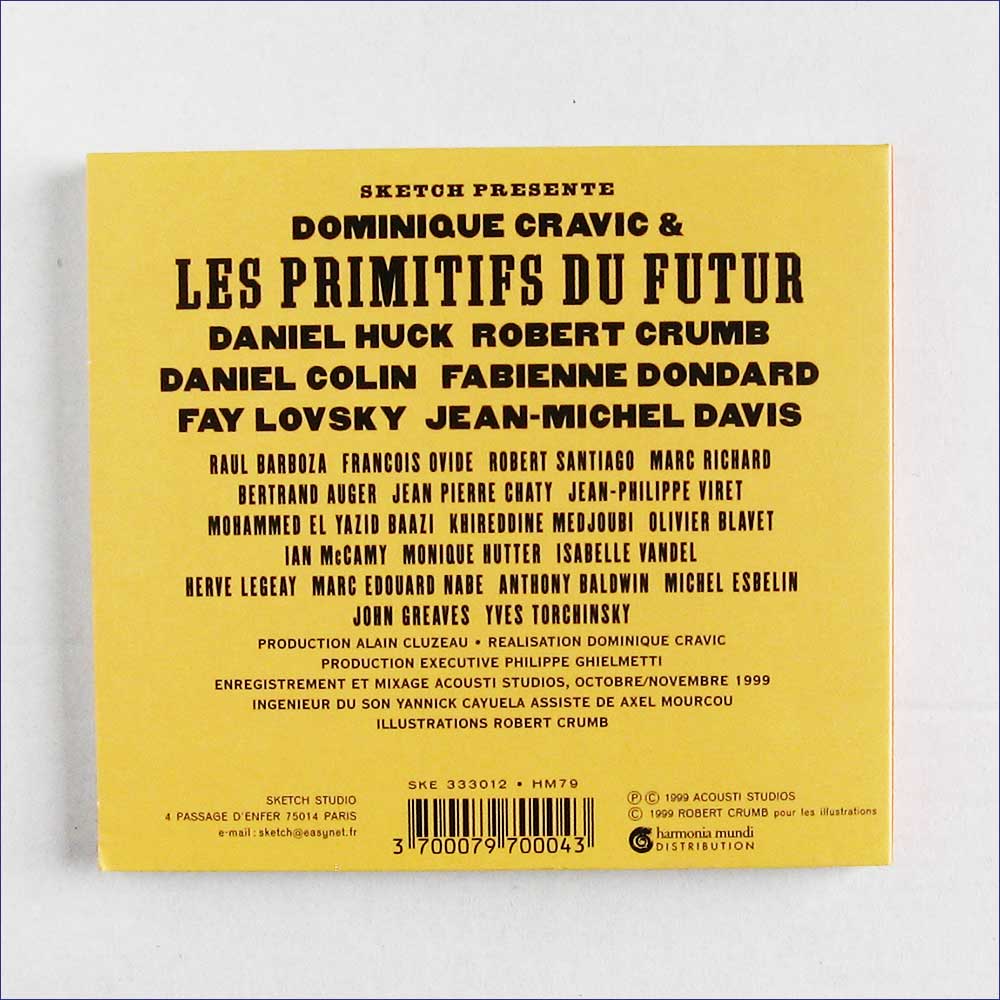 SKETCH PRESENTE
DOMINIQUE CRAVIC &
LES PRIMITIFS DU FUTUR
DANIEL HUCK ROBERT CRUMB
DANIEL COLIN FABIENNE DONDARD
FAY LOVSKY JEAN-MICHEL DAVIS
RAUL BARBOZA FRANCOIS OVIDE ROBERT SANTIAGO MARC RICHARD
BERTRAND AUGER JEAN PIERRE CHATY JEAN-PHILIPPE VIRET
MOHAMMED EL YAZID BAAZI KHIREDDINE MEDJOUBI OLIVIER BLAVET
IAN McCAMY MONIQUE HUTTER ISABELLE VANDEL
HERVE LEGEAY MARC EDOUARD NABE ANTHONY BALDWIN MICHEL ESBELIN
JOHN GREAVES YVES TORCHINSKY
PRODUCTION ALAIN CLUZEAU • REALISATION DOMINIQUE CRAVIC
PRODUCTION EXECUTIVE PHILIPPE GHIELMETTI
ENREGISTREMENT ET MIXAGE ACOUSTI STUDIOS, OCTOBRE/NOVEMBRE 1999
INGENIEUR DU SON YANNICK CAYUELA ASSISTE DE AXEL MOURCOU
ILLUSTRATIONS ROBERT CRUMB
SKE 333012 • HM79
SKETCH STUDIO
4 PASSAGE D'ENFER 75014 PARIS
e-mail : sketch@easynet.fr
3 700079 700043
℗ © 1999 ACOUSTI STUDIOS
© 1999 ROBERT CRUMB pour les illustrations
harmonia mundi
DISTRIBUTION